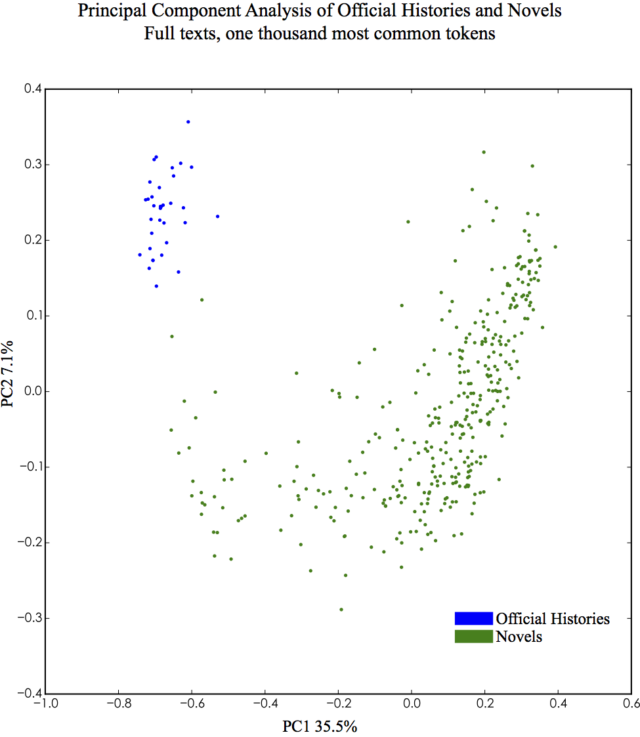 Principal Component Analysis of Official Histories and Novels
Full texts, one thousand most common tokens
0.4
0.3
0.2
0.1
0.0
−0.1
−0.2
−0.3
−0.4
PC2 7.1%
Official Histories
Novels
−1.0 −0.8 −0.6 −0.4 −0.2 0.0 0.2 0.4 0.6
PC1 35.5%